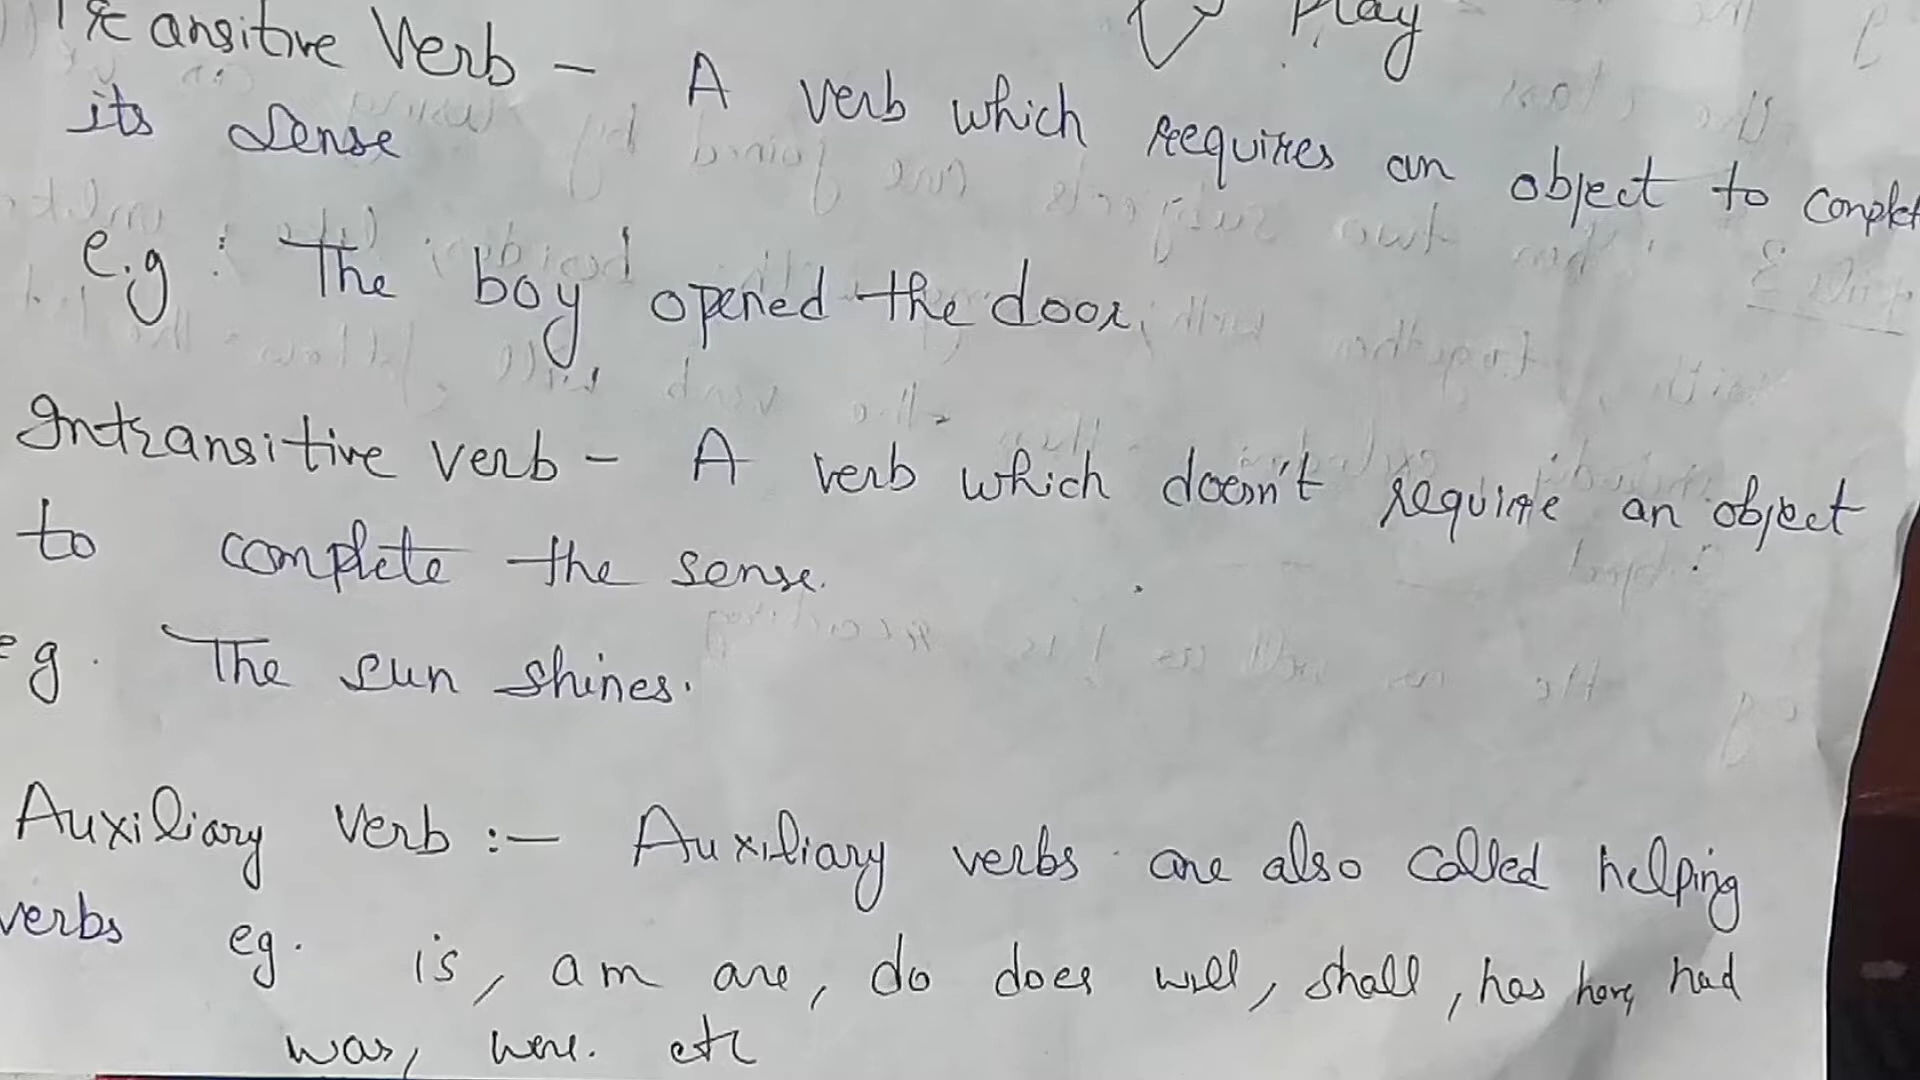 Play
Transitive Verb - A verb which requires an object to complet
its sense
e.g : The boy opened the door.
Intransitive verb - A verb which doesn't require an object
to complete the sense.
eg. The sun shines.
Auxiliary verb :- Auxiliary verbs are also called helping
verbs eg. is, am are, do does will, shall, has have, had
was, were. etc